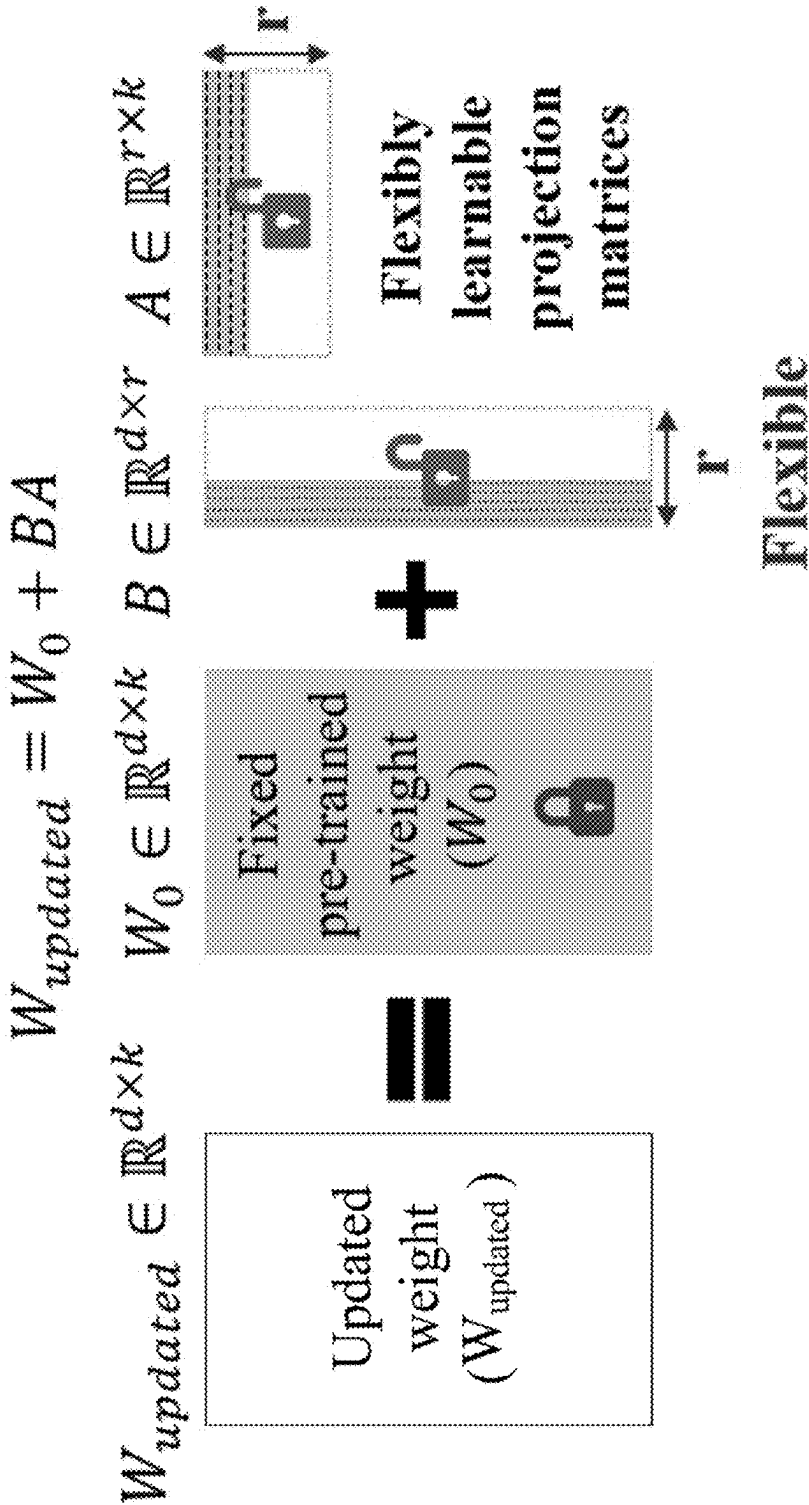 W_updated = W_0 + BA
W_updated ∈ ℝ^{d×k}
W_0 ∈ ℝ^{d×k}
B ∈ ℝ^{d×r}
A ∈ ℝ^{r×k}
Updated
weight
(W_updated)
=
Fixed
pre-trained
weight
(W_0)
+
r
r
Flexibly
learnable
projection
matrices
Flexible